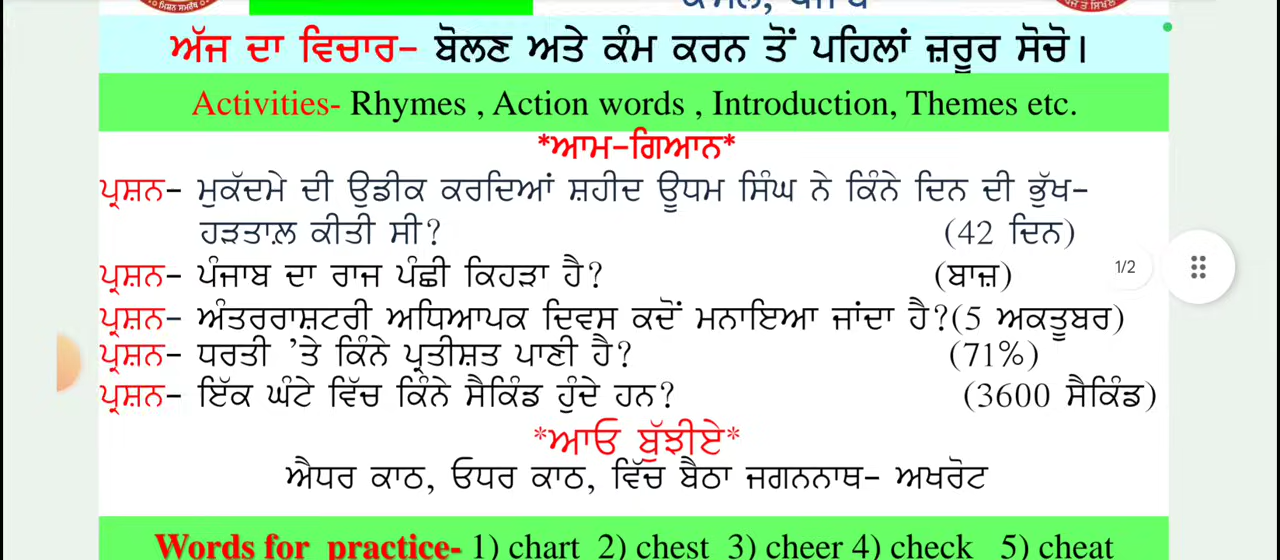 ਅੱਜ ਦਾ ਵਿਚਾਰ- ਬੋਲਣ ਅਤੇ ਕੰਮ ਕਰਨ ਤੋਂ ਪਹਿਲਾਂ ਜ਼ਰੂਰ ਸੋਚੋ।
Activities- Rhymes , Action words , Introduction, Themes etc.
*ਆਮ-ਗਿਆਨ*
ਪ੍ਰਸ਼ਨ- ਮੁਕੱਦਮੇ ਦੀ ਉਡੀਕ ਕਰਦਿਆਂ ਸ਼ਹੀਦ ਊਧਮ ਸਿੰਘ ਨੇ ਕਿੰਨੇ ਦਿਨ ਦੀ ਭੁੱਖ-
ਹੜਤਾਲ਼ ਕੀਤੀ ਸੀ? (42 ਦਿਨ)
ਪ੍ਰਸ਼ਨ- ਪੰਜਾਬ ਦਾ ਰਾਜ ਪੰਛੀ ਕਿਹੜਾ ਹੈ? (ਬਾਜ਼)
1/2
ਪ੍ਰਸ਼ਨ- ਅੰਤਰਰਾਸ਼ਟਰੀ ਅਧਿਆਪਕ ਦਿਵਸ ਕਦੋਂ ਮਨਾਇਆ ਜਾਂਦਾ ਹੈ?(5 ਅਕਤੂਬਰ)
ਪ੍ਰਸ਼ਨ- ਧਰਤੀ 'ਤੇ ਕਿੰਨੇ ਪ੍ਰਤੀਸ਼ਤ ਪਾਣੀ ਹੈ? (71%)
ਪ੍ਰਸ਼ਨ- ਇੱਕ ਘੰਟੇ ਵਿੱਚ ਕਿੰਨੇ ਸੈਕਿੰਡ ਹੁੰਦੇ ਹਨ? (3600 ਸੈਕਿੰਡ)
*ਆਓ ਬੁੱਝੀਏ*
ਐਧਰ ਕਾਠ, ਓਧਰ ਕਾਠ, ਵਿੱਚ ਬੈਠਾ ਜਗਨਨਾਥ- ਅਖਰੋਟ
Words for practice- 1) chart 2) chest 3) cheer 4) check 5) cheat